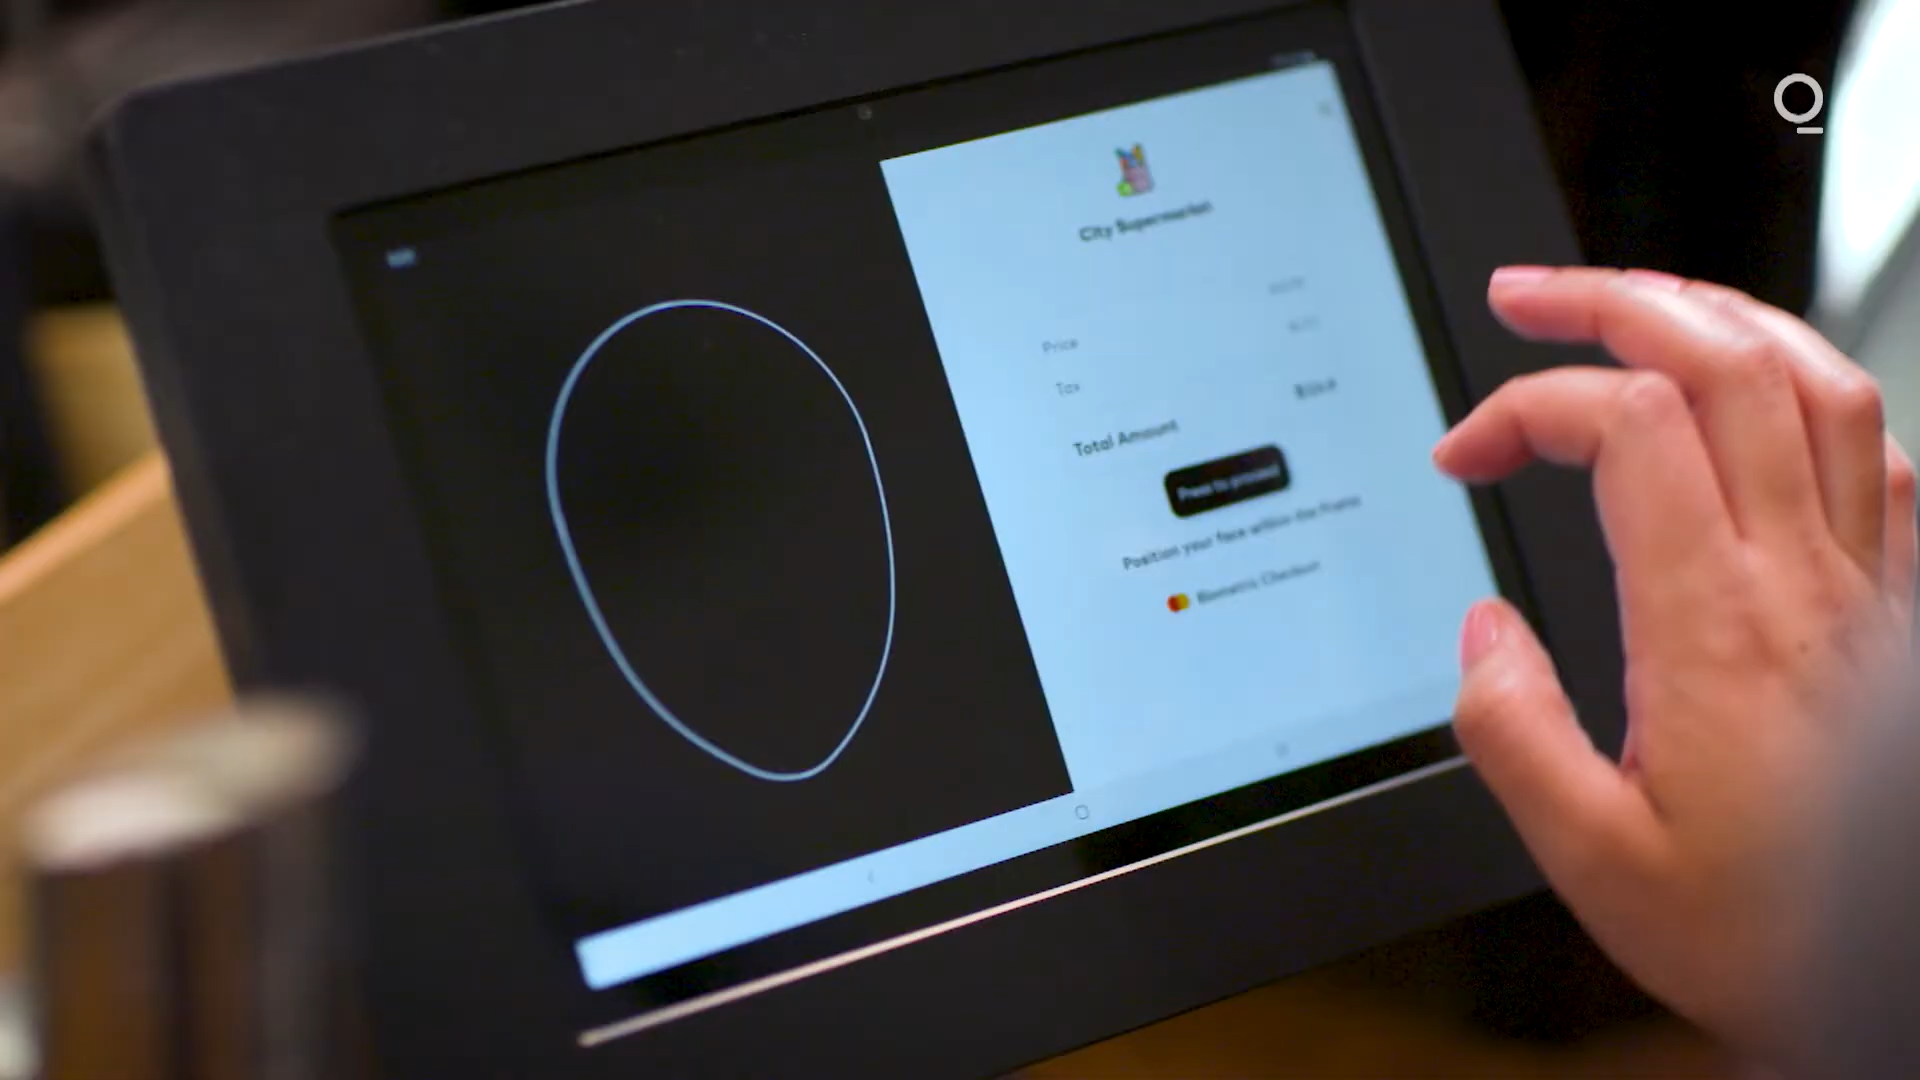 City Supermarket
Price
Tax
Total Amount
Press to proceed
Position your face within the frame
Biometric Checkout